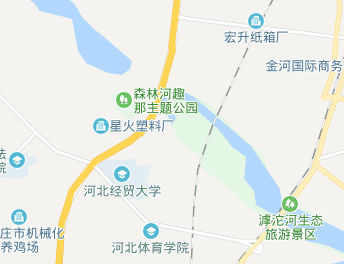 宏升纸箱厂
金河国际商务
森林河趣
那主题公园
星火塑料厂
法
院
河北经贸大学
滹沱河生态
旅游景区
庄市机械化
养鸡场
河北体育学院